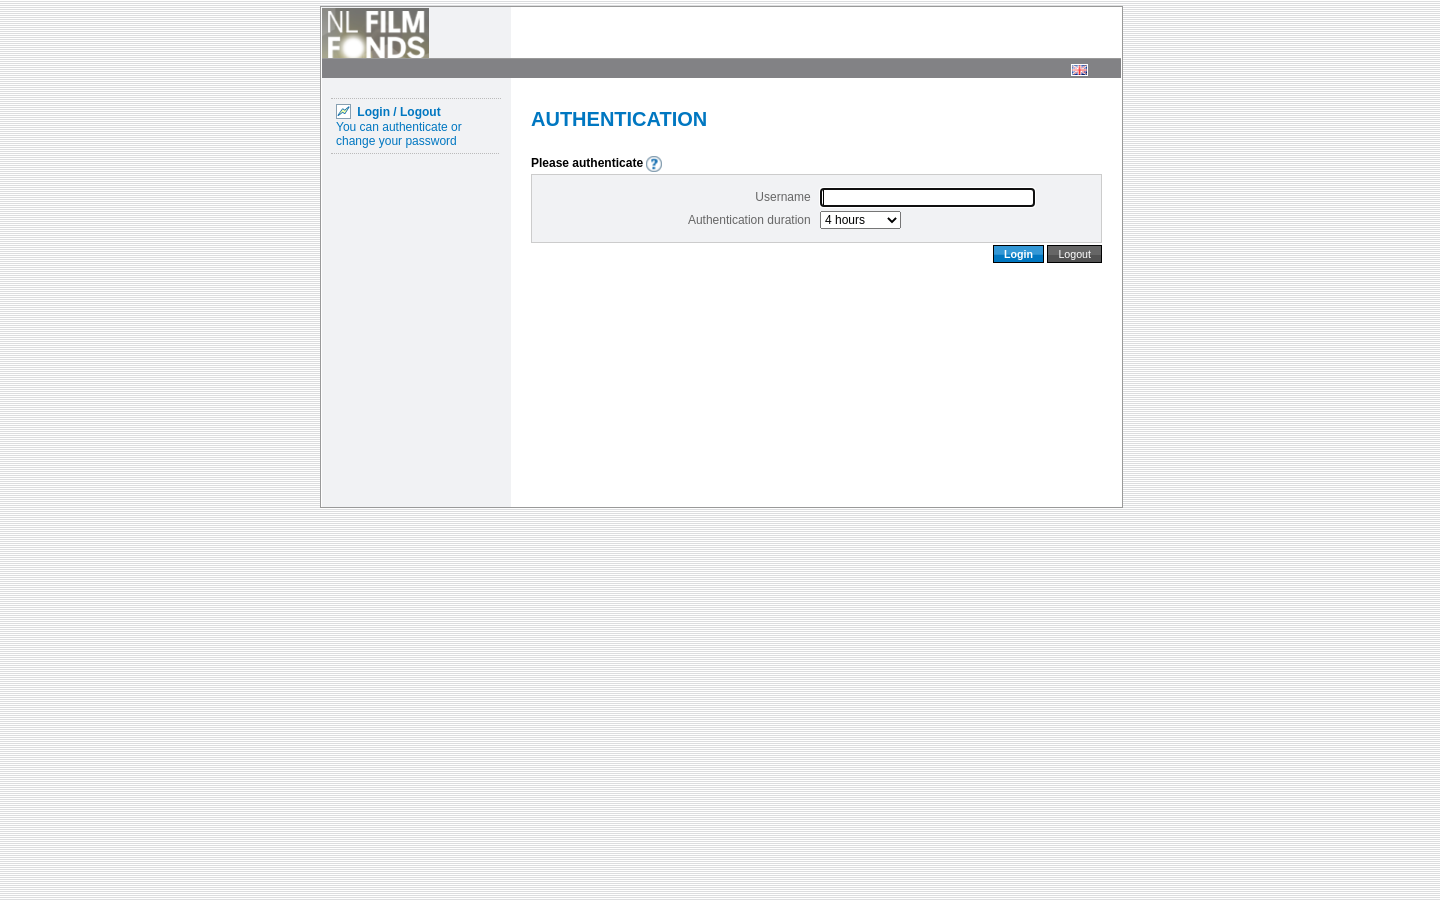 NL FILM
FONDS
Login / Logout
You can authenticate or
change your password
AUTHENTICATION
Please authenticate ?
Username
Authentication duration 4 hours
Login Logout